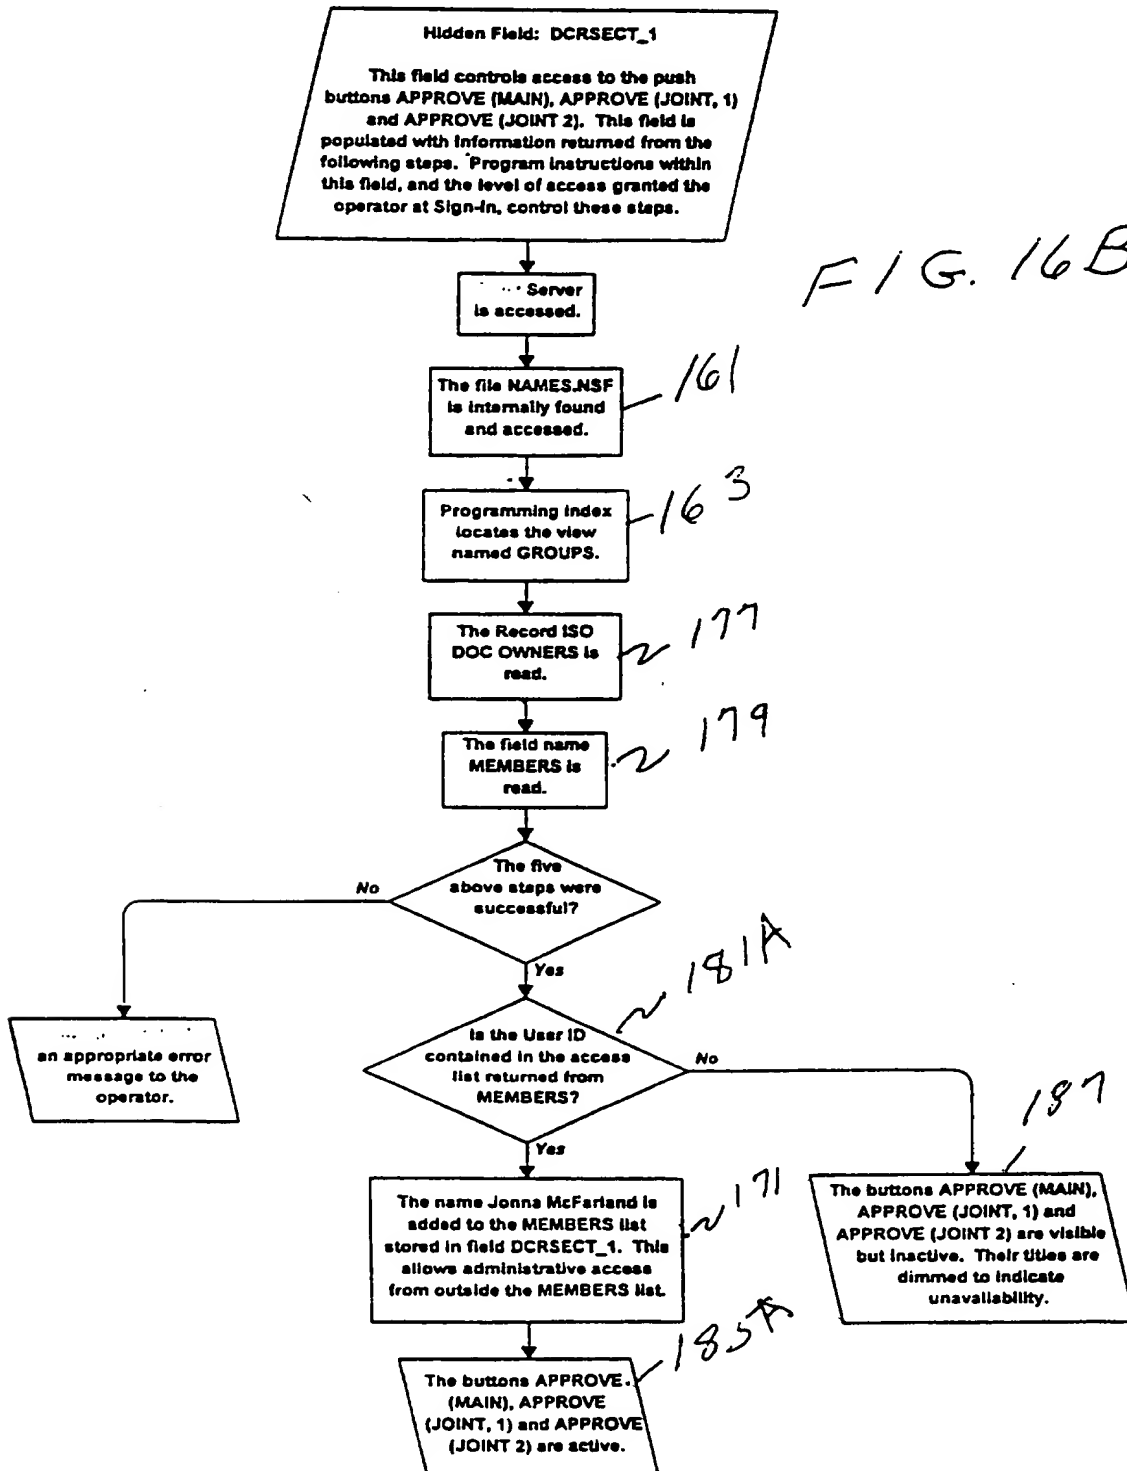 Hidden Field: DCRSECT_1
This field controls access to the push
buttons APPROVE (MAIN), APPROVE (JOINT, 1)
and APPROVE (JOINT 2). This field is
populated with information returned from the
following steps. Program instructions within
this field, and the level of access granted the
operator at Sign-In, control these steps.
FIG. 16B
Server
is accessed.
The file NAMES.NSF
is internally found
and accessed.
161
Programming index
locates the view
named GROUPS.
163
The Record ISO
DOC OWNERS is
read.
177
The field name
MEMBERS is
read.
179
The five
above steps were
successful?
No
Yes
181A
an appropriate error
message to the
operator.
Is the User ID
contained in the access
list returned from
MEMBERS?
No
Yes
187
The name Jonna McFarland is
added to the MEMBERS list
stored in field DCRSECT_1. This
allows administrative access
from outside the MEMBERS list.
171
The buttons APPROVE (MAIN),
APPROVE (JOINT, 1) and
APPROVE (JOINT 2) are visible
but inactive. Their titles are
dimmed to indicate
unavailability.
185A
The buttons APPROVE.
(MAIN), APPROVE
(JOINT, 1) and APPROVE
(JOINT 2) are active.